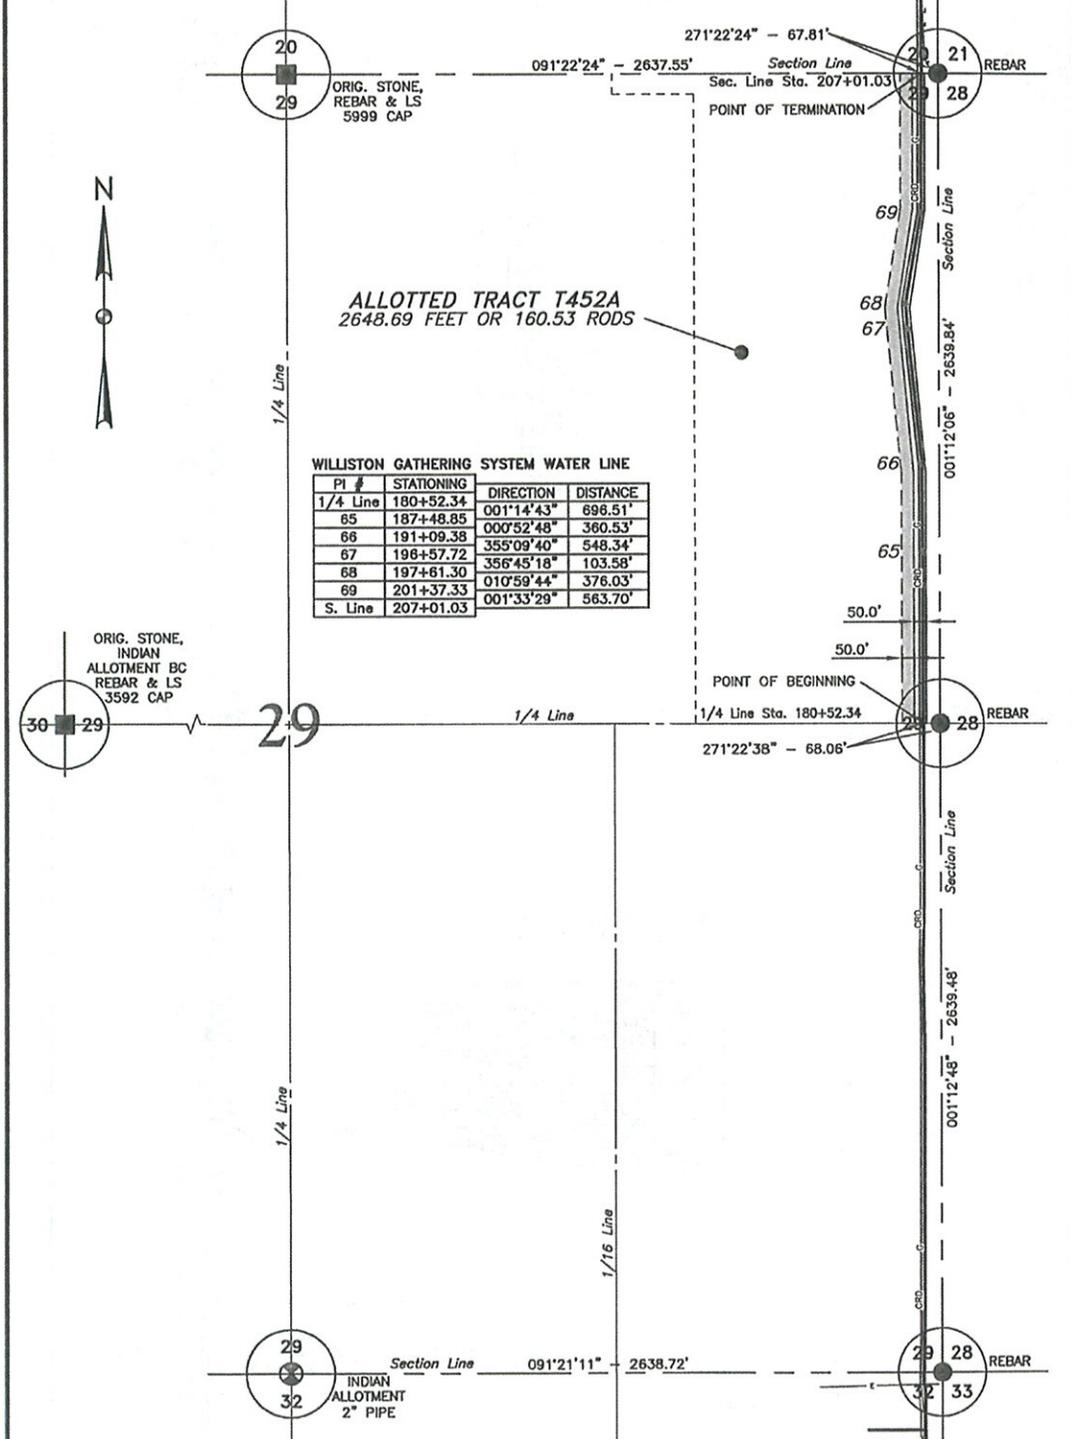 271°22'24" - 67.81'
20
091°22'24" - 2637.55'
Section Line
20
21
REBAR
29
ORIG. STONE,
REBAR & LS
5999 CAP
Sec. Line Sta. 207+01.03
29
28
POINT OF TERMINATION
N
C
CRD
69
Section Line
ALLOTTED TRACT T452A
2648.69 FEET OR 160.53 RODS
68
67
001°12'06" - 2639.84'
1/4 Line
WILLISTON GATHERING SYSTEM WATER LINE
PI # STATIONING DIRECTION DISTANCE
1/4 Line 180+52.34 001°14'43" 696.51'
65 187+48.85 000°52'48" 360.53'
66 191+09.38 355°09'40" 548.34'
67 196+57.72 356°45'18" 103.58'
68 197+61.30 010°59'44" 376.03'
69 201+37.33 001°33'29" 563.70'
S. Line 207+01.03
66
C
65
CRD
50.0'
50.0'
ORIG. STONE,
INDIAN
ALLOTMENT BC
REBAR & LS
3592 CAP
POINT OF BEGINNING
30
29
29
1/4 Line
1/4 Line Sta. 180+52.34
29
28
REBAR
271°22'38" - 68.06'
C
CRD
Section Line
001°12'48" - 2639.48'
1/4 Line
1/16 Line
C
CRD
29
Section Line
091°21'11" - 2638.72'
29
28
REBAR
32
INDIAN
ALLOTMENT
2" PIPE
E
32
33